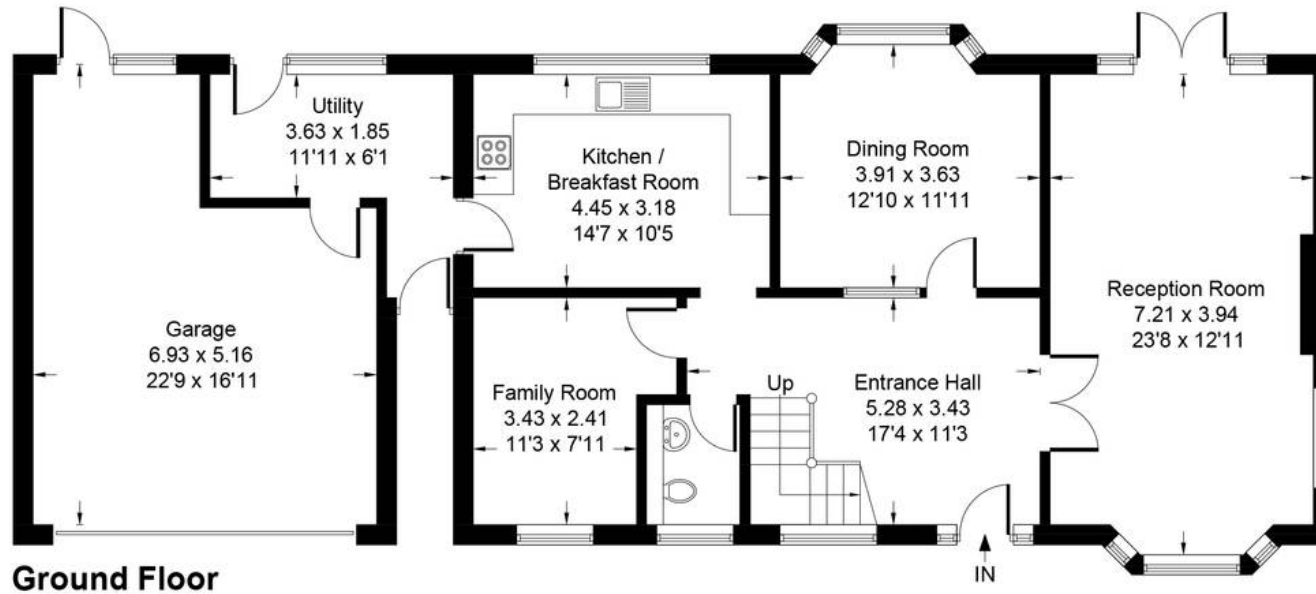 Utility
3.63 x 1.85
11'11 x 6'1
Kitchen /
Breakfast Room
4.45 x 3.18
14'7 x 10'5
Dining Room
3.91 x 3.63
12'10 x 11'11
Reception Room
7.21 x 3.94
23'8 x 12'11
Garage
6.93 x 5.16
22'9 x 16'11
Family Room
3.43 x 2.41
11'3 x 7'11
Up
Entrance Hall
5.28 x 3.43
17'4 x 11'3
IN
Ground Floor